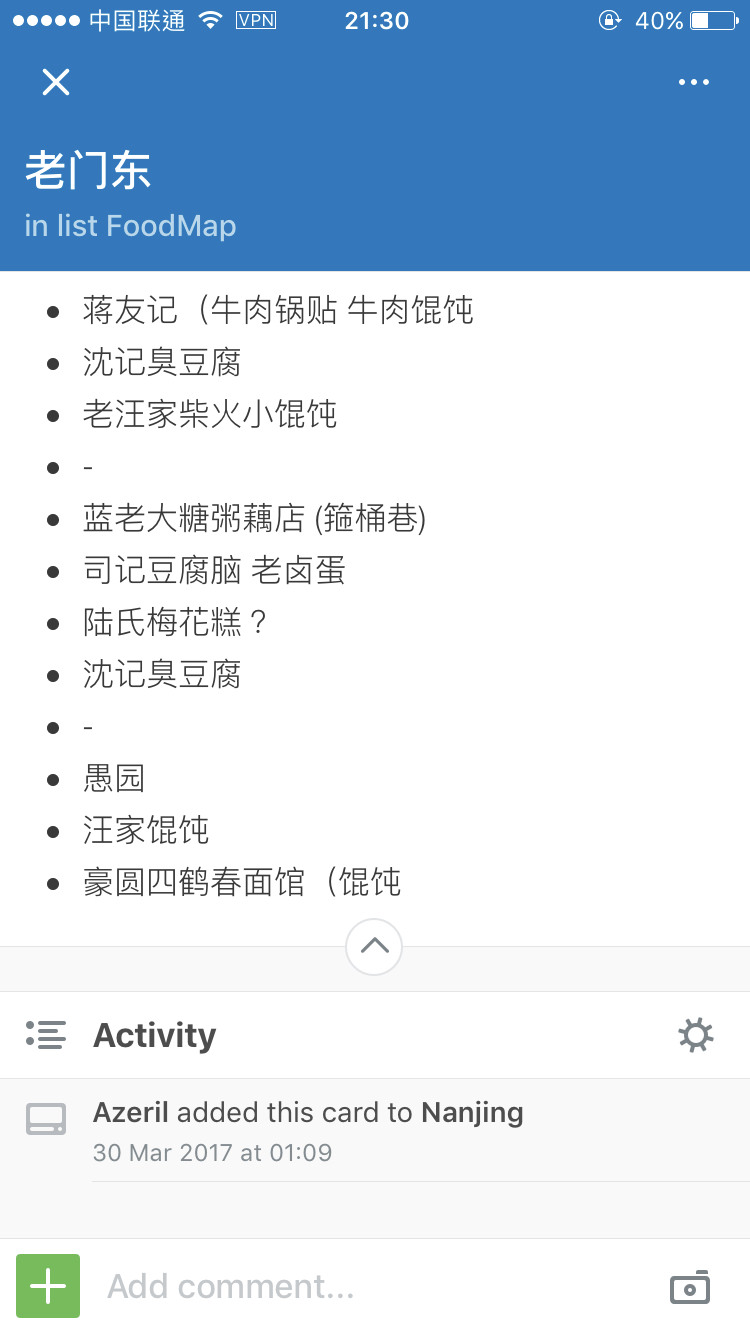 中国联通 VPN 21:30 40%
老门东
in list FoodMap
蒋友记（牛肉锅贴 牛肉馄饨
沈记臭豆腐
老汪家柴火小馄饨
-
蓝老大糖粥藕店 (箍桶巷)
司记豆腐脑 老卤蛋
陆氏梅花糕？
沈记臭豆腐
-
愚园
汪家馄饨
豪圆四鹤春面馆（馄饨
Activity
Azeril added this card to Nanjing
30 Mar 2017 at 01:09
Add comment...